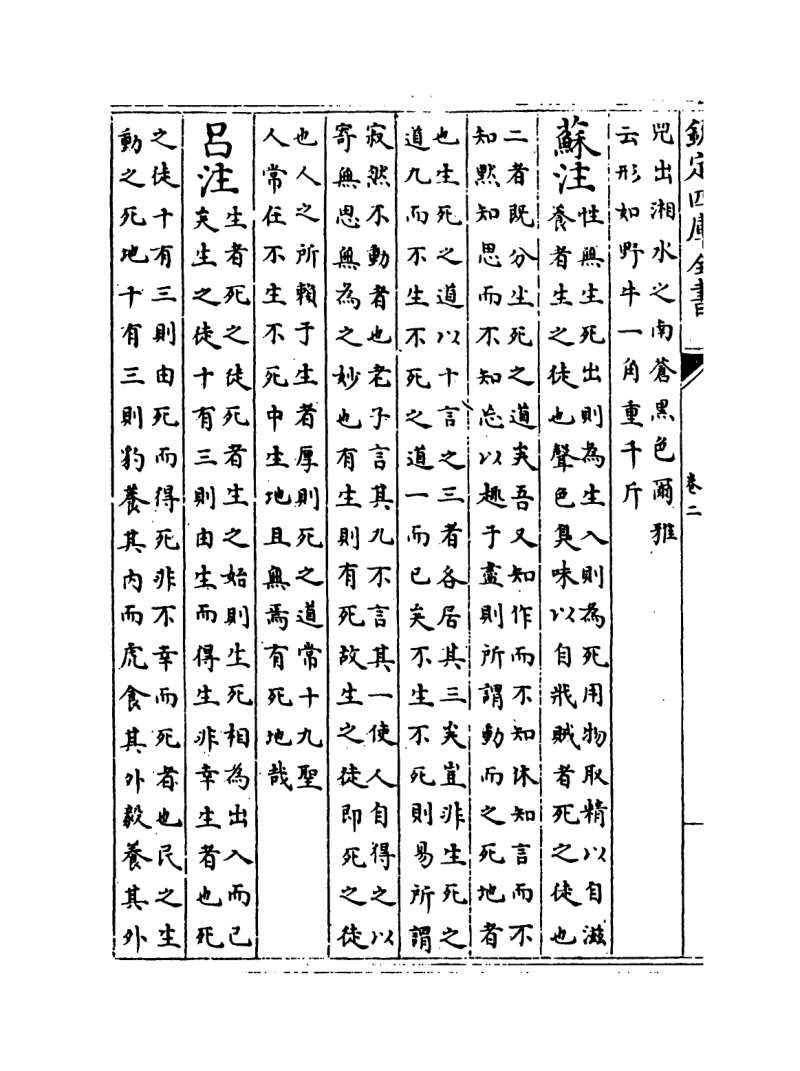 欽定四庫全書
卷二
兕出湘水之南蒼黑色爾雅
云形如野牛一角重千斤
蘇注
性無生死出則為生入則為死用物取精以自滋
養者生之徒也聲色臭味以自戕賊者死之徒也
二者既分生死之道矣吾又知作而不知休知言而不
知黙知思而不知忘以趣于盡則所謂動而之死地者
也生死之道以十言之三者各居其三矣豈非生死之
道九而不生不死之道一而已矣不生不死則易所謂
寂然不動者也老子言其九不言其一使人自得之以
寄無思無為之妙也有生則有死故生之徒即死之徒
也人之所賴于生者厚則死之道常十九聖
人常在不生不死中生地且無焉有死地哉
呂注
生者死之徒死者生之始則生死相為出入而已
矣生之徒十有三則由生而得生非幸生者也死
之徒十有三則由死而得死非不幸而死者也民之生
動之死地十有三則豹養其内而虎食其外毅養其外